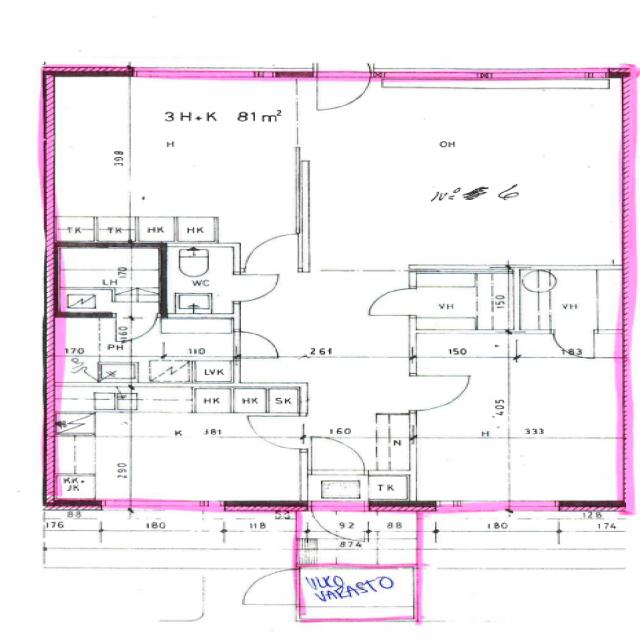 3 H+K 81 m²
H
OH
398
N:o 6
TK TK HK HK
LH
170
WC
VH
150
VH
160
PH
170
110
261
150
183
LVK
HK HK SK
405
K
381
160
N
H
333
290
KK+
JK
TK
88
53
128
176
180
118
92
88
180
174
874
ULKO
VARASTO